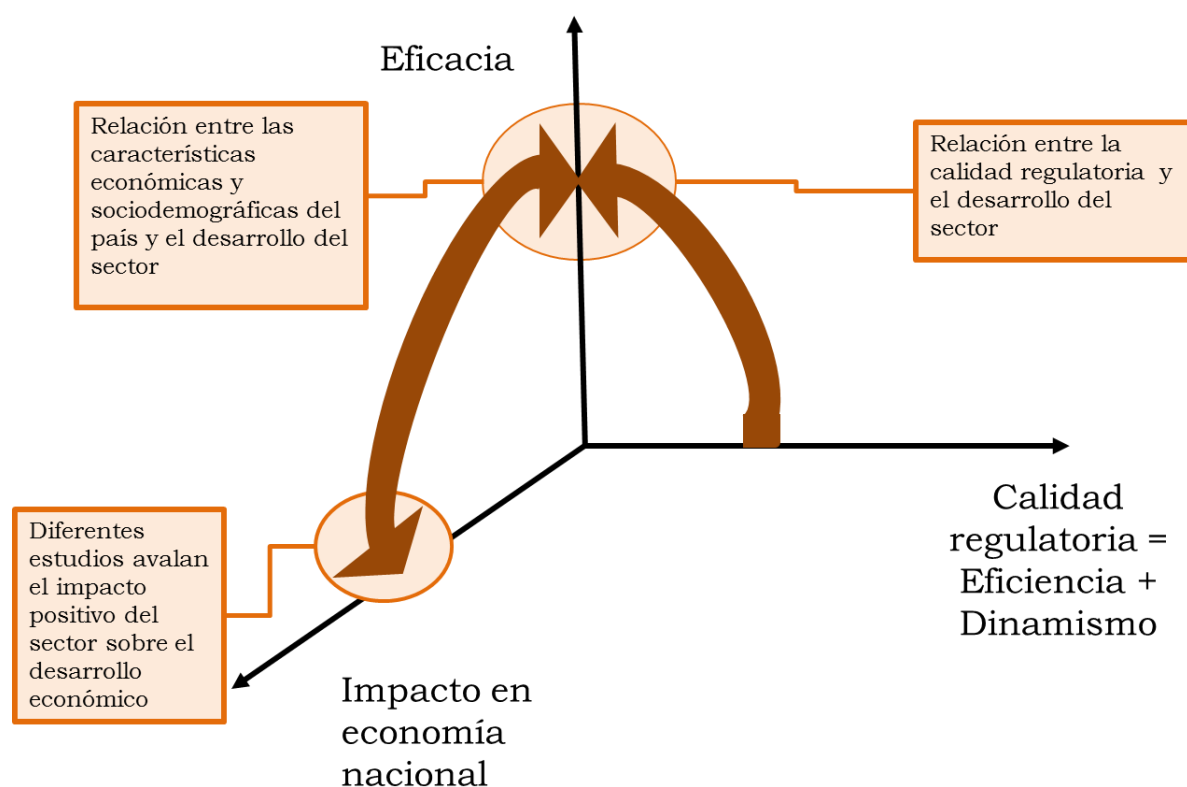 Eficacia
Relación entre las
características
económicas y
sociodemográficas del
país y el desarrollo del
sector
Relación entre la
calidad regulatoria y
el desarrollo del
sector
Calidad
regulatoria =
Eficiencia +
Dinamismo
Diferentes
estudios avalan
el impacto
positivo del
sector sobre el
desarrollo
económico
Impacto en
economía
nacional